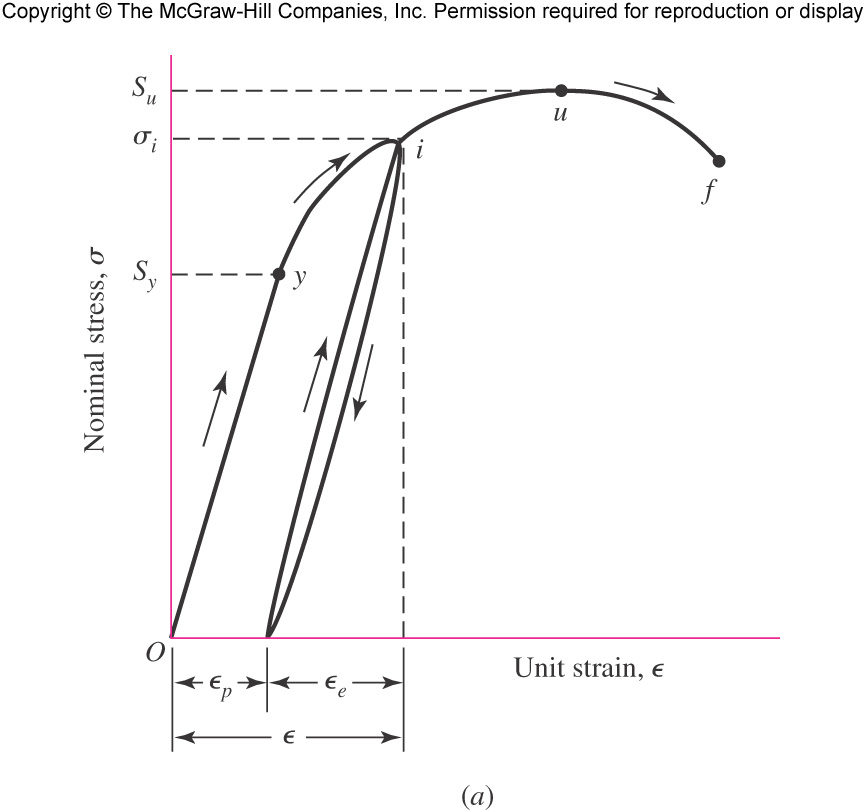 Copyright © The McGraw-Hill Companies, Inc. Permission required for reproduction or display
S_u
u
σ_i
i
f
S_y
y
Nominal stress, σ
O
Unit strain, ϵ
ϵ_p
ϵ_e
ϵ
(a)